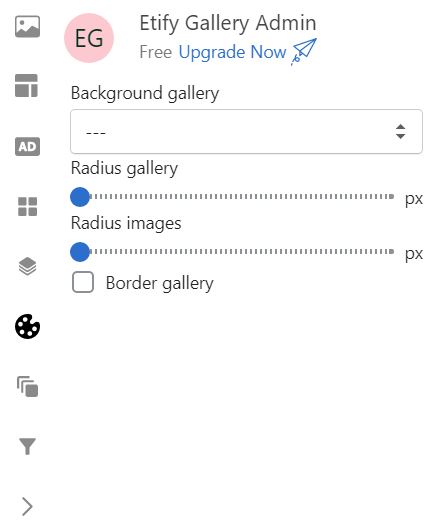 EG
Etify Gallery Admin
Free Upgrade Now
Background gallery
---
AD
Radius gallery
px
Radius images
px
Border gallery